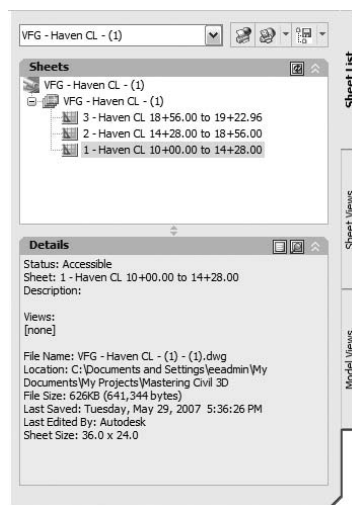 VFG - Haven CL - (1)
Sheets
VFG - Haven CL - (1)
VFG - Haven CL - (1)
3 - Haven CL 18+56.00 to 19+22.96
2 - Haven CL 14+28.00 to 18+56.00
1 - Haven CL 10+00.00 to 14+28.00
Details
Status: Accessible
Sheet: 1 - Haven CL 10+00.00 to 14+28.00
Description:
Views:
[none]
File Name: VFG - Haven CL - (1) - (1).dwg
Location: C:\Documents and Settings\eeadmin\My
Documents\My Projects\Mastering Civil 3D
File Size: 626KB (641,344 bytes)
Last Saved: Tuesday, May 29, 2007 5:36:26 PM
Last Edited By: Autodesk
Sheet Size: 36.0 x 24.0
Sheet List
Sheet Views
Model Views